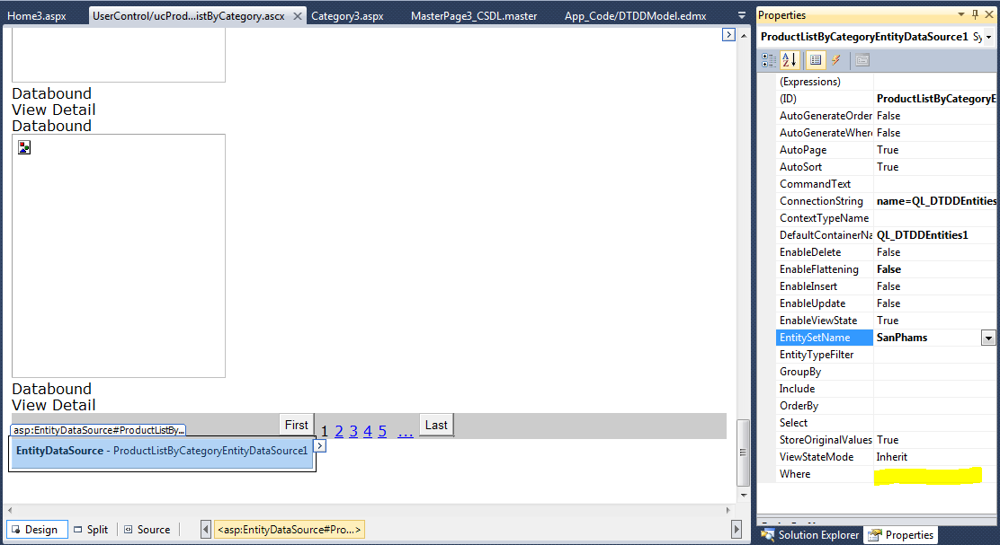 Home3.aspx
UserControl/ucProd...istByCategory.ascx
Category3.aspx
MasterPage3_CSDL.master
App_Code/DTDDModel.edmx
Databound
View Detail
Databound
Databound
View Detail
First 1 2 3 4 5 ... Last
asp:EntityDataSource#ProductListBy...
EntityDataSource - ProductListByCategoryEntityDataSource1
Design
Split
Source
<asp:EntityDataSource#Pro...>
Properties
ProductListByCategoryEntityDataSource1 Sy
(Expressions)
(ID) ProductListByCategoryE
AutoGenerateOrder False
AutoGenerateWhere False
AutoPage True
AutoSort True
CommandText
ConnectionString name=QL_DTDDEntities
ContextTypeName
DefaultContainerNa QL_DTDDEntities1
EnableDelete False
EnableFlattening False
EnableInsert False
EnableUpdate False
EnableViewState True
EntitySetName SanPhams
EntityTypeFilter
GroupBy
Include
OrderBy
Select
StoreOriginalValues True
ViewStateMode Inherit
Where
Solution Explorer
Properties